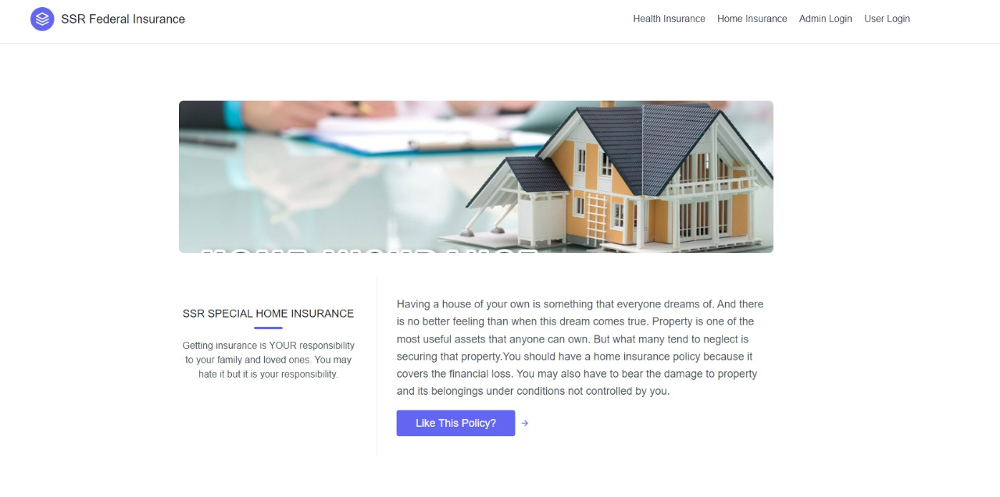 SSR Federal Insurance
Health Insurance Home Insurance Admin Login User Login
SSR SPECIAL HOME INSURANCE
Getting insurance is YOUR responsibility
to your family and loved ones. You may
hate it but it is your responsibility.
Having a house of your own is something that everyone dreams of. And there
is no better feeling than when this dream comes true. Property is one of the
most useful assets that anyone can own. But what many tend to neglect is
securing that property.You should have a home insurance policy because it
covers the financial loss. You may also have to bear the damage to property
and its belongings under conditions not controlled by you.
Like This Policy? →